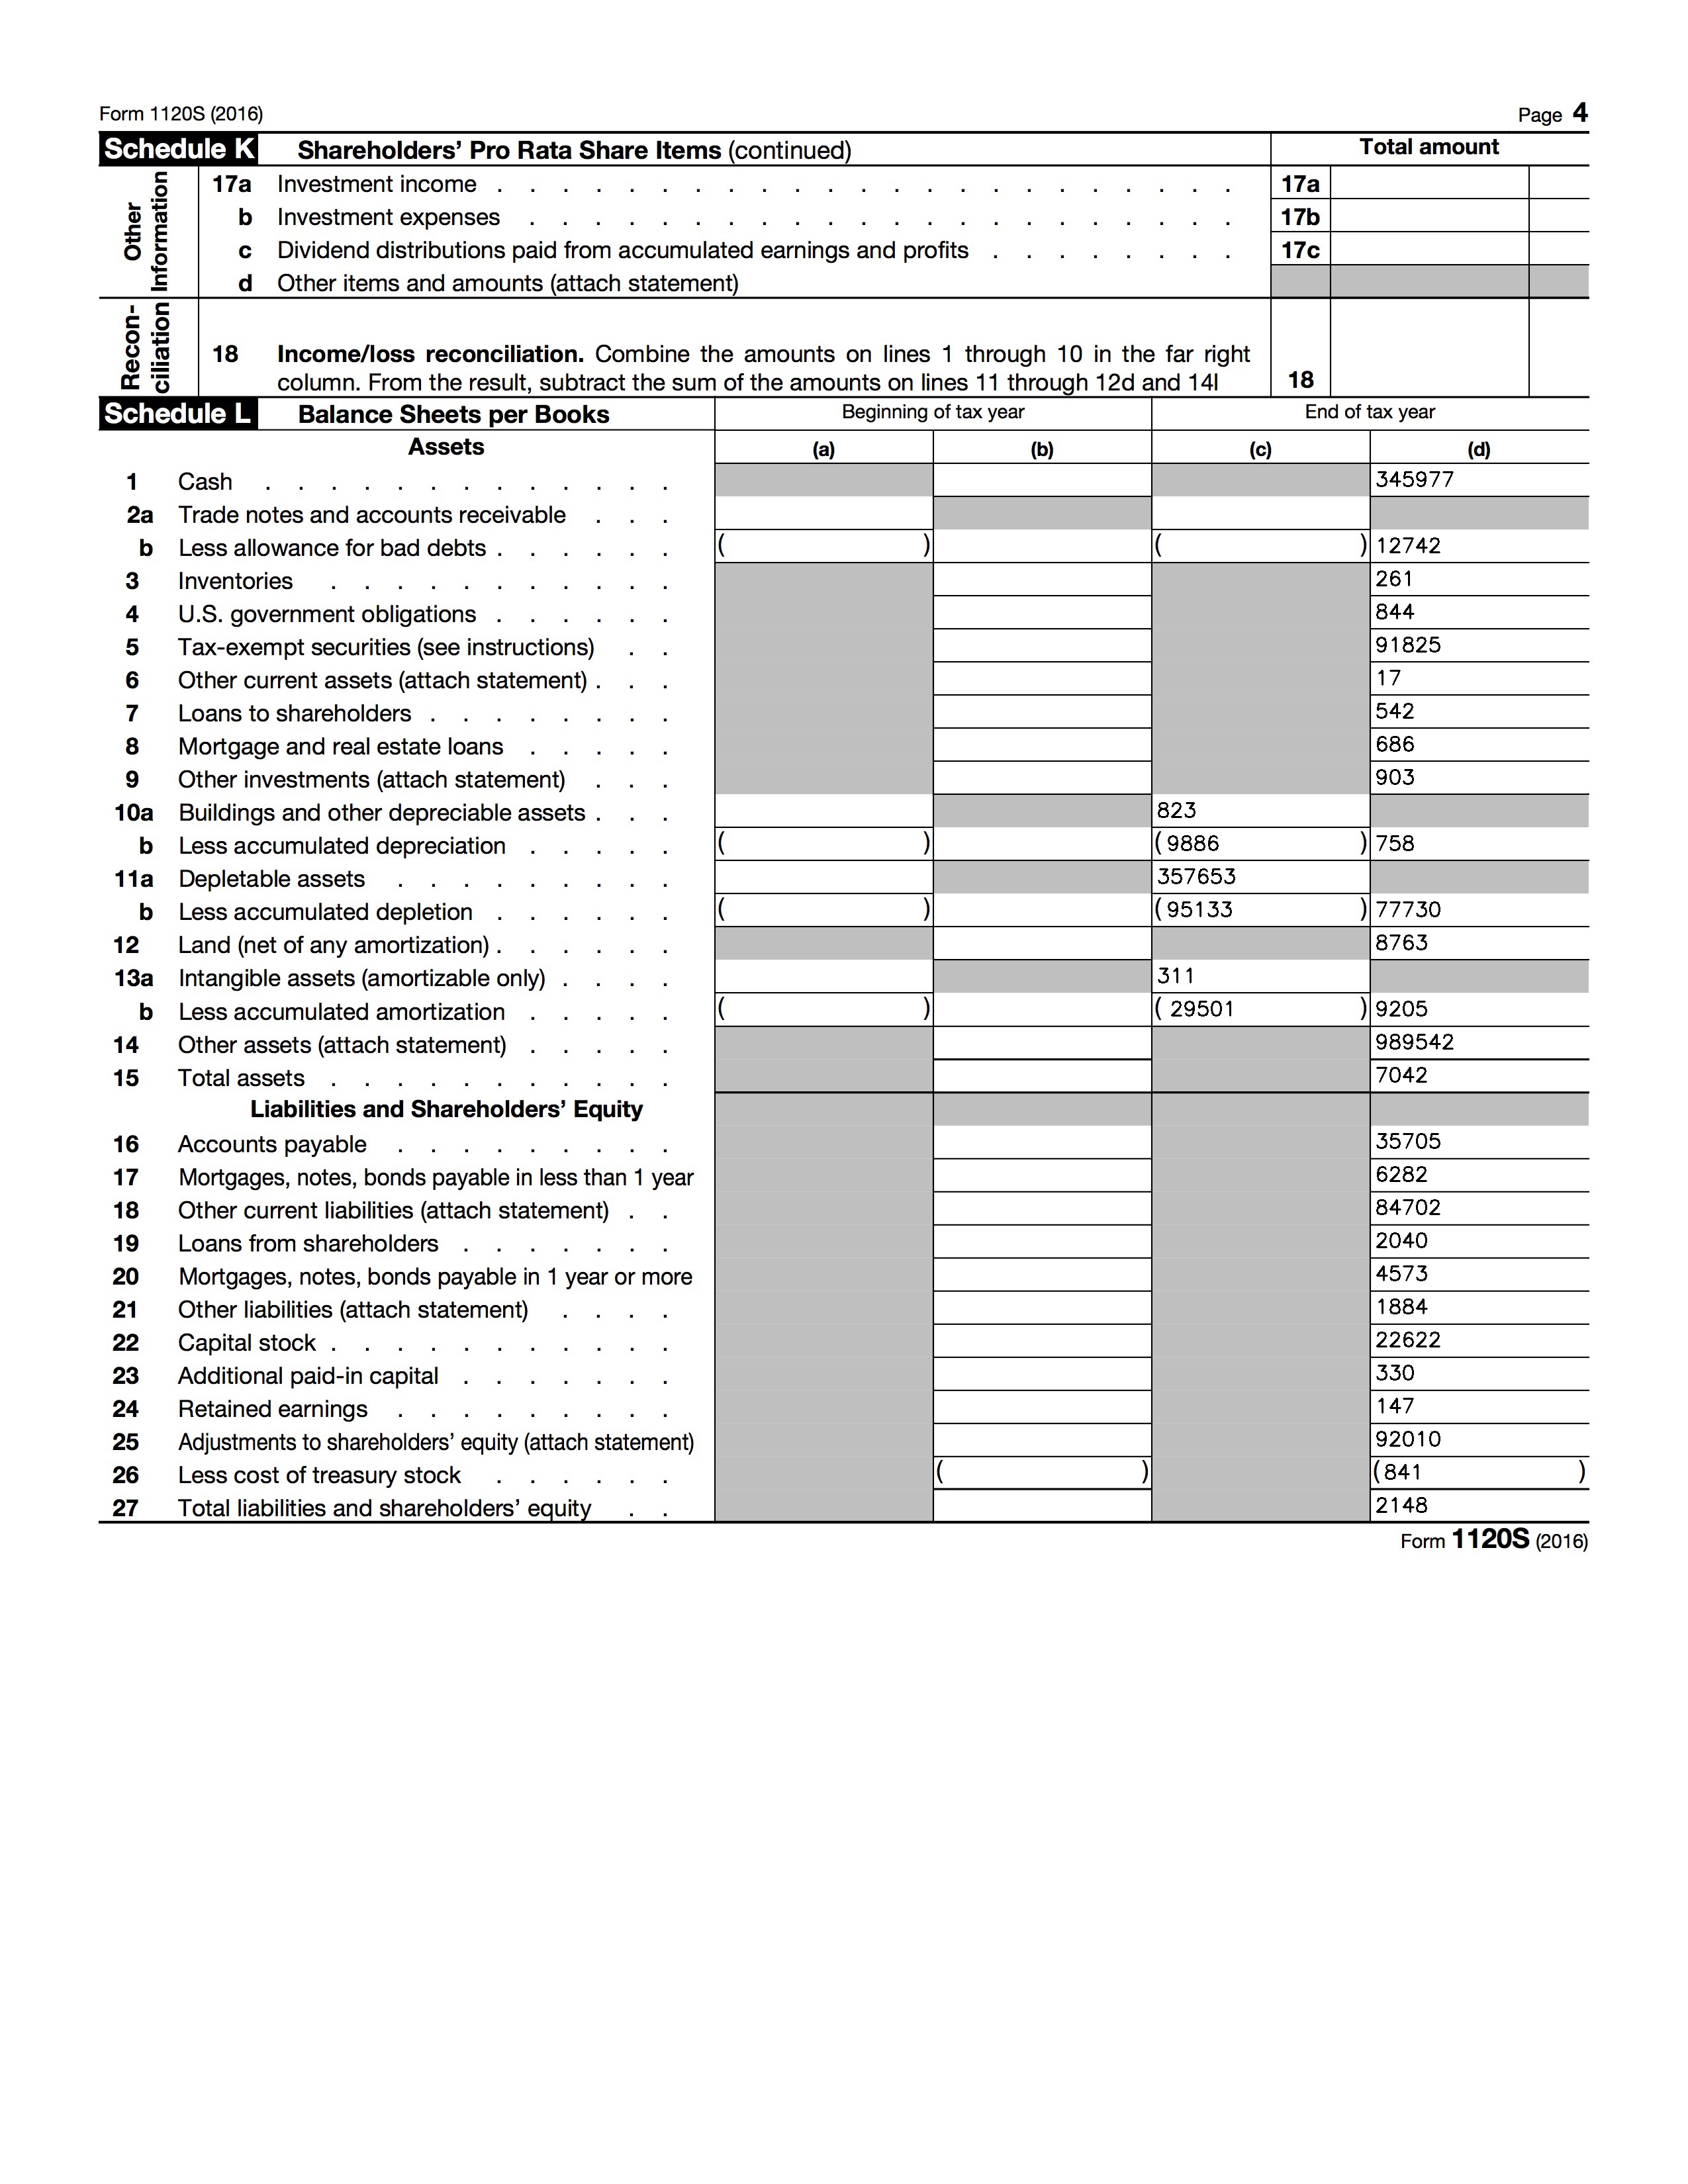 Form 1120S (2016) Page 4
Schedule K Shareholders' Pro Rata Share Items (continued) Total amount
Other Information
17a Investment income . . . . . . . . . . . . . . . . . . . . . . . 17a
b Investment expenses . . . . . . . . . . . . . . . . . . . . . . 17b
c Dividend distributions paid from accumulated earnings and profits . . . . . . . . 17c
d Other items and amounts (attach statement)
Recon-ciliation
18 Income/loss reconciliation. Combine the amounts on lines 1 through 10 in the far right
column. From the result, subtract the sum of the amounts on lines 11 through 12d and 14l 18
Schedule L Balance Sheets per Books Beginning of tax year End of tax year
Assets (a) (b) (c) (d)
1 Cash . . . . . . . . . . . . . 345977
2a Trade notes and accounts receivable . . .
b Less allowance for bad debts . . . . . . ( ) ( ) 12742
3 Inventories . . . . . . . . . . . 261
4 U.S. government obligations . . . . . . 844
5 Tax-exempt securities (see instructions) . . 91825
6 Other current assets (attach statement) . . . 17
7 Loans to shareholders . . . . . . . . 542
8 Mortgage and real estate loans . . . . . 686
9 Other investments (attach statement) . . . 903
10a Buildings and other depreciable assets . . . 823
b Less accumulated depreciation . . . . . ( ) ( 9886 ) 758
11a Depletable assets . . . . . . . . . 357653
b Less accumulated depletion . . . . . . ( ) ( 95133 ) 77730
12 Land (net of any amortization) . . . . . . 8763
13a Intangible assets (amortizable only) . . . . 311
b Less accumulated amortization . . . . . ( ) ( 29501 ) 9205
14 Other assets (attach statement) . . . . . 989542
15 Total assets . . . . . . . . . . . 7042
Liabilities and Shareholders' Equity
16 Accounts payable . . . . . . . . . 35705
17 Mortgages, notes, bonds payable in less than 1 year 6282
18 Other current liabilities (attach statement) . . 84702
19 Loans from shareholders . . . . . . . 2040
20 Mortgages, notes, bonds payable in 1 year or more 4573
21 Other liabilities (attach statement) . . . . 1884
22 Capital stock . . . . . . . . . . . 22622
23 Additional paid-in capital . . . . . . . 330
24 Retained earnings . . . . . . . . . 147
25 Adjustments to shareholders' equity (attach statement) 92010
26 Less cost of treasury stock . . . . . . ( ) ( 841 )
27 Total liabilities and shareholders' equity . . 2148
Form 1120S (2016)